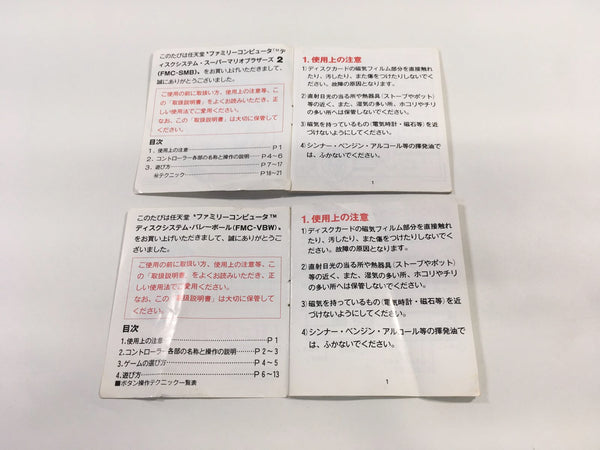 このたびは任天堂 "ファミリーコンピュータ™ディ
ィスクシステム・スーパーマリオブラザーズ 2
(FMC-SMB)„ をお買い上げいただきまして、
誠にありがとうございました。
ご使用の前に取扱い方、使用上の注意等、こ
の「取扱説明書」をよくお読みいただき、正
しい使用法でご愛用ください。
なお、この「取扱説明書」は大切に保管して
ください。
目次
1. 使用上の注意 P1
2. コントローラー各部の名称と操作の説明 P4~6
3. 遊び方 P7~17
㊙テクニック P18~21
1. 使用上の注意
1)ディスクカードの磁気フィルム部分を直接触れ
たり、汚したり、また傷をつけたりしないでく
ださい。故障の原因となります。
2)直射日光の当る所や熱器具(ストーブやポット)
等の近く、また、湿気の多い所、ホコリやチリ
の多い所へは保管しないでください。
3)磁気を持っているもの(電気時計・磁石等)を近
づけないようにしてください。
4)シンナー・ベンジン・アルコール等の揮発油で
は、ふかないでください。
1
このたびは任天堂 "ファミリーコンピュータ™
ディスクシステム・バレーボール(FMC-VBW)„
をお買い上げいただきまして、誠にありがとうござ
いました。
ご使用の前に取扱い方、使用上の注意等、こ
の「取扱説明書」をよくお読みいただき、正
しい使用法でご愛用ください。
なお、この「取扱説明書」は大切に保管して
ください。
目次
1.使用上の注意 P1
2.コントローラー各部の名称と操作の説明 P2~3
3.ゲームの選び方 P4~5
4.遊び方 P6~13
■ボタン操作テクニック一覧表
1. 使用上の注意
1)ディスクカードの磁気フィルム部分を直接触れ
たり、汚したり、また傷をつけたりしないでく
ださい。故障の原因となります。
2)直射日光の当る所や熱器具(ストーブやポット)
等の近く、また、湿気の多い所、ホコリやチリ
の多い所へは保管しないでください。
3)磁気を持っているもの(電気時計・磁石等)を近
づけないようにしてください。
4)シンナー・ベンジン・アルコール等の揮発油で
は、ふかないでください。
1